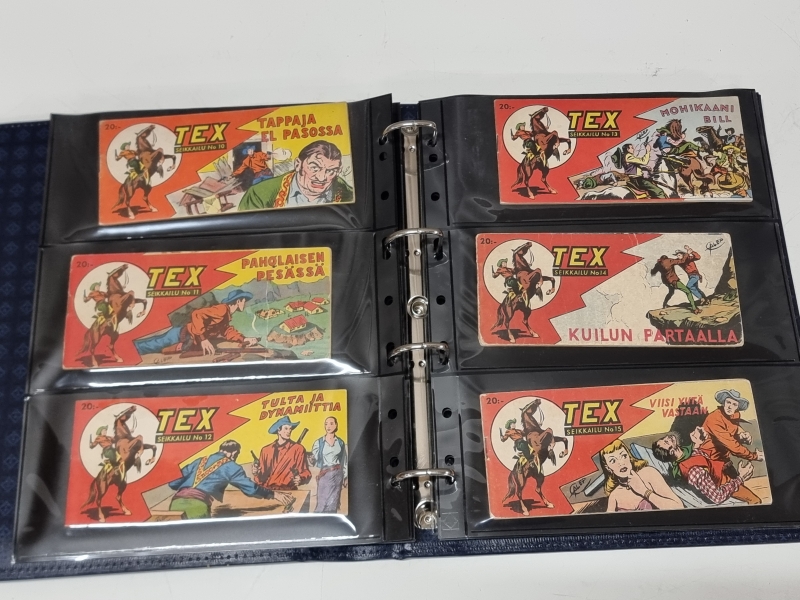 20:-
TEX
SEIKKAILU No 10
TAPPAJA
EL PASOSSA
20:-
TEX
SEIKKAILU No 11
PAHOLAISEN
PESÄSSÄ
20:-
TEX
SEIKKAILU No 12
TULTA JA
DYNAMIITTIA
20:-
TEX
SEIKKAILU No 13
MOHIKAANI
BILL
20:-
TEX
SEIKKAILU No 14
KUILUN PARTAALLA
20:-
TEX
SEIKKAILU No 15
VIISI YHTÄ
VASTAAN